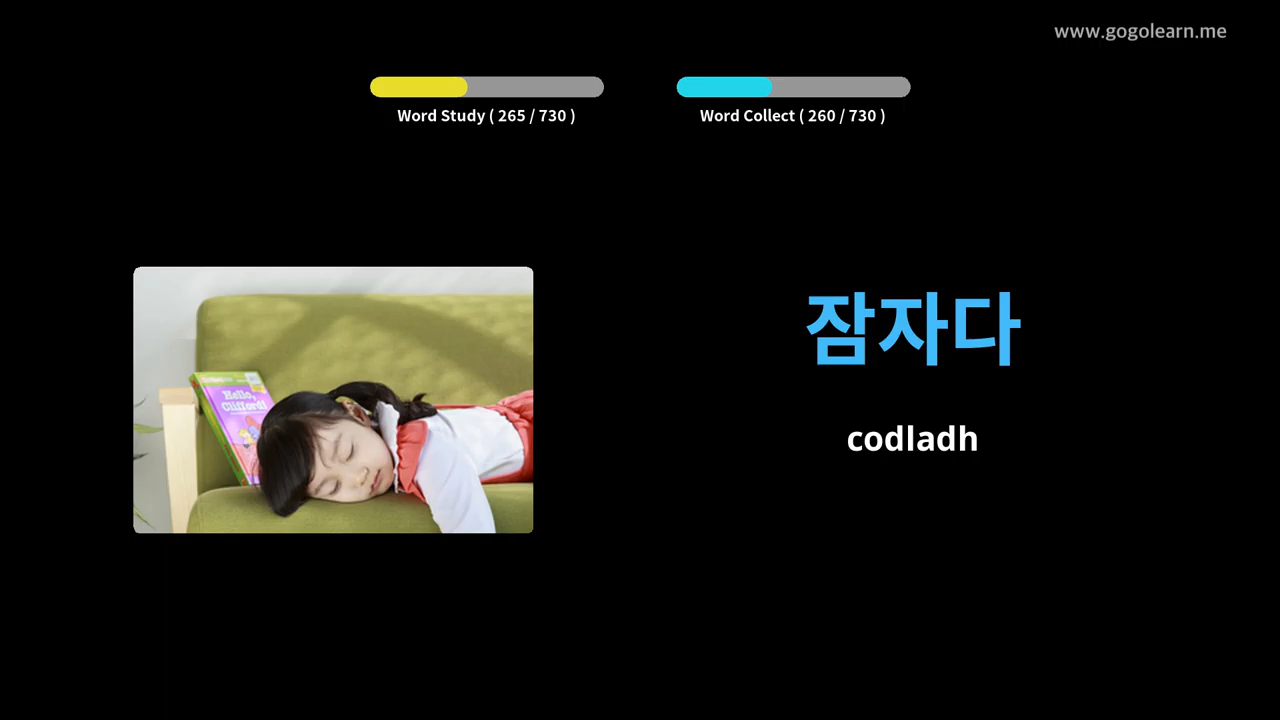 www.gogolearn.me
Word Study ( 265 / 730 )
Word Collect ( 260 / 730 )
잠자다
codladh
Hello,
Clifford!